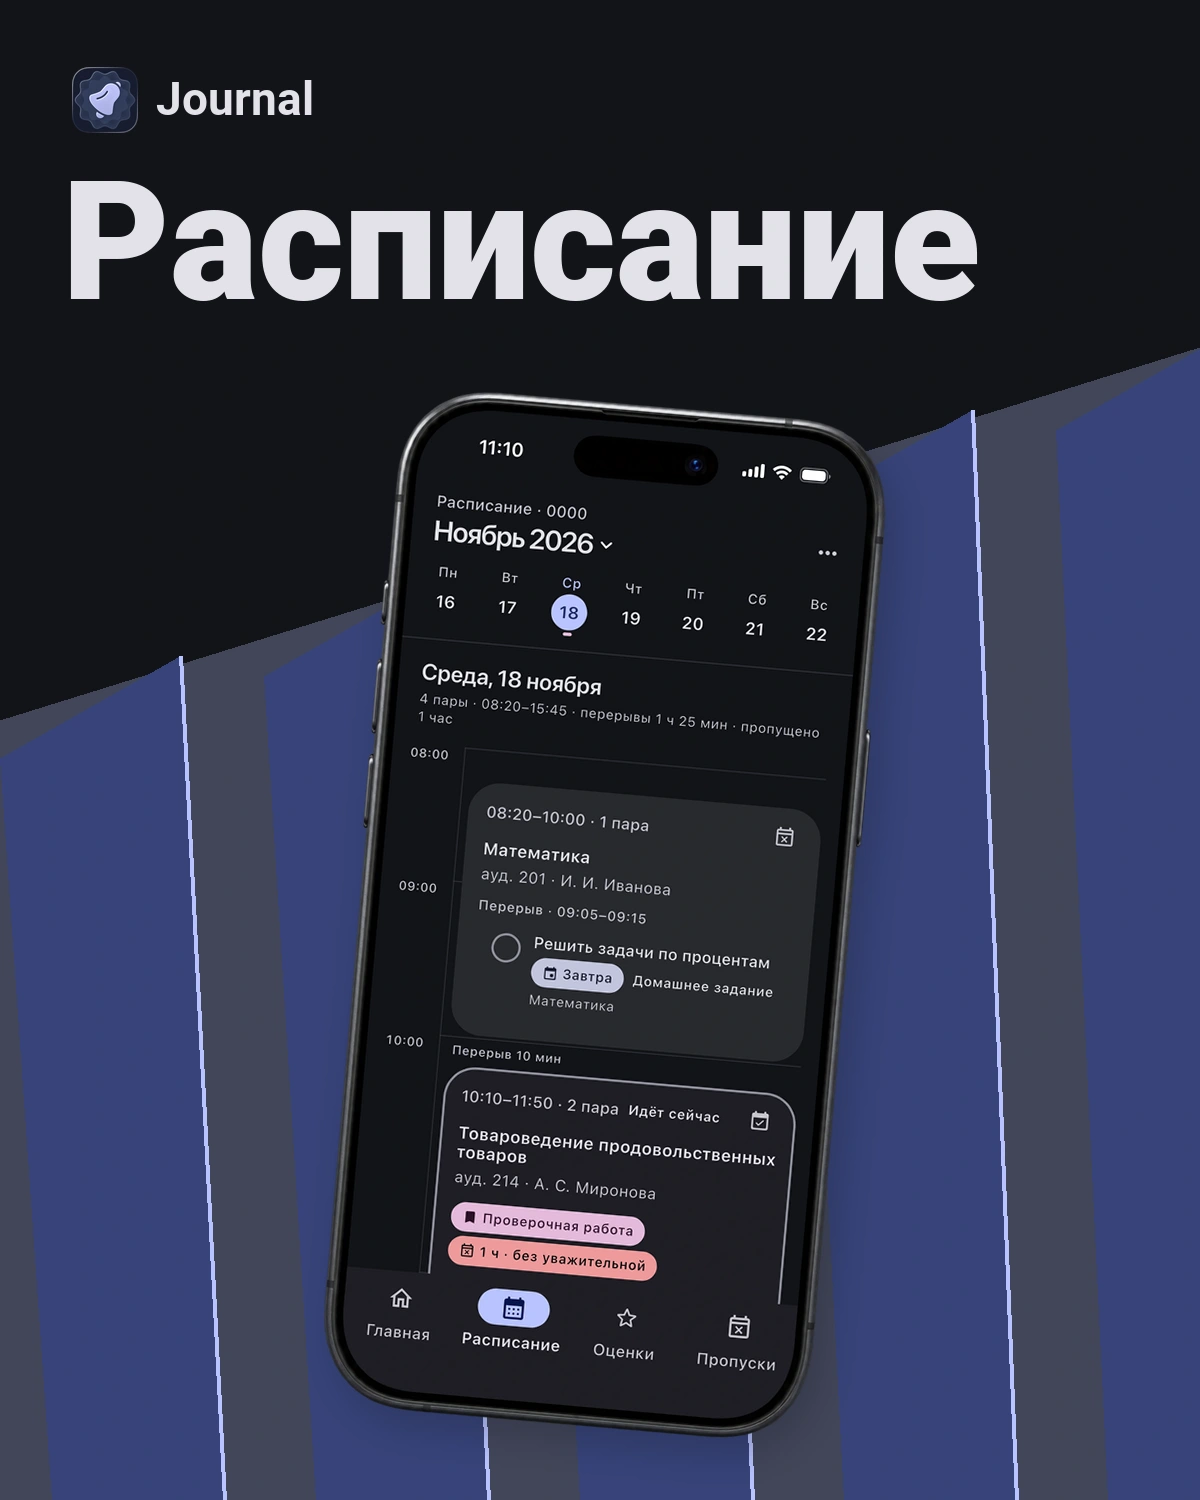 Journal
Расписание
11:10
Расписание · 0000
Ноябрь 2026
Пн Вт Ср Чт Пт Сб Вс
16 17 18 19 20 21 22
Среда, 18 ноября
4 пары · 08:20–15:45 · перерывы 1 ч 25 мин · пропущено
1 час
08:00
08:20–10:00 · 1 пара
Математика
ауд. 201 · И. И. Иванова
09:00
Перерыв · 09:05–09:15
Решить задачи по процентам
Завтра Домашнее задание
Математика
10:00
Перерыв 10 мин
10:10–11:50 · 2 пара Идёт сейчас
Товароведение продовольственных
товаров
ауд. 214 · А. С. Миронова
Проверочная работа
1 ч · без уважительной
Главная Расписание Оценки Пропуски